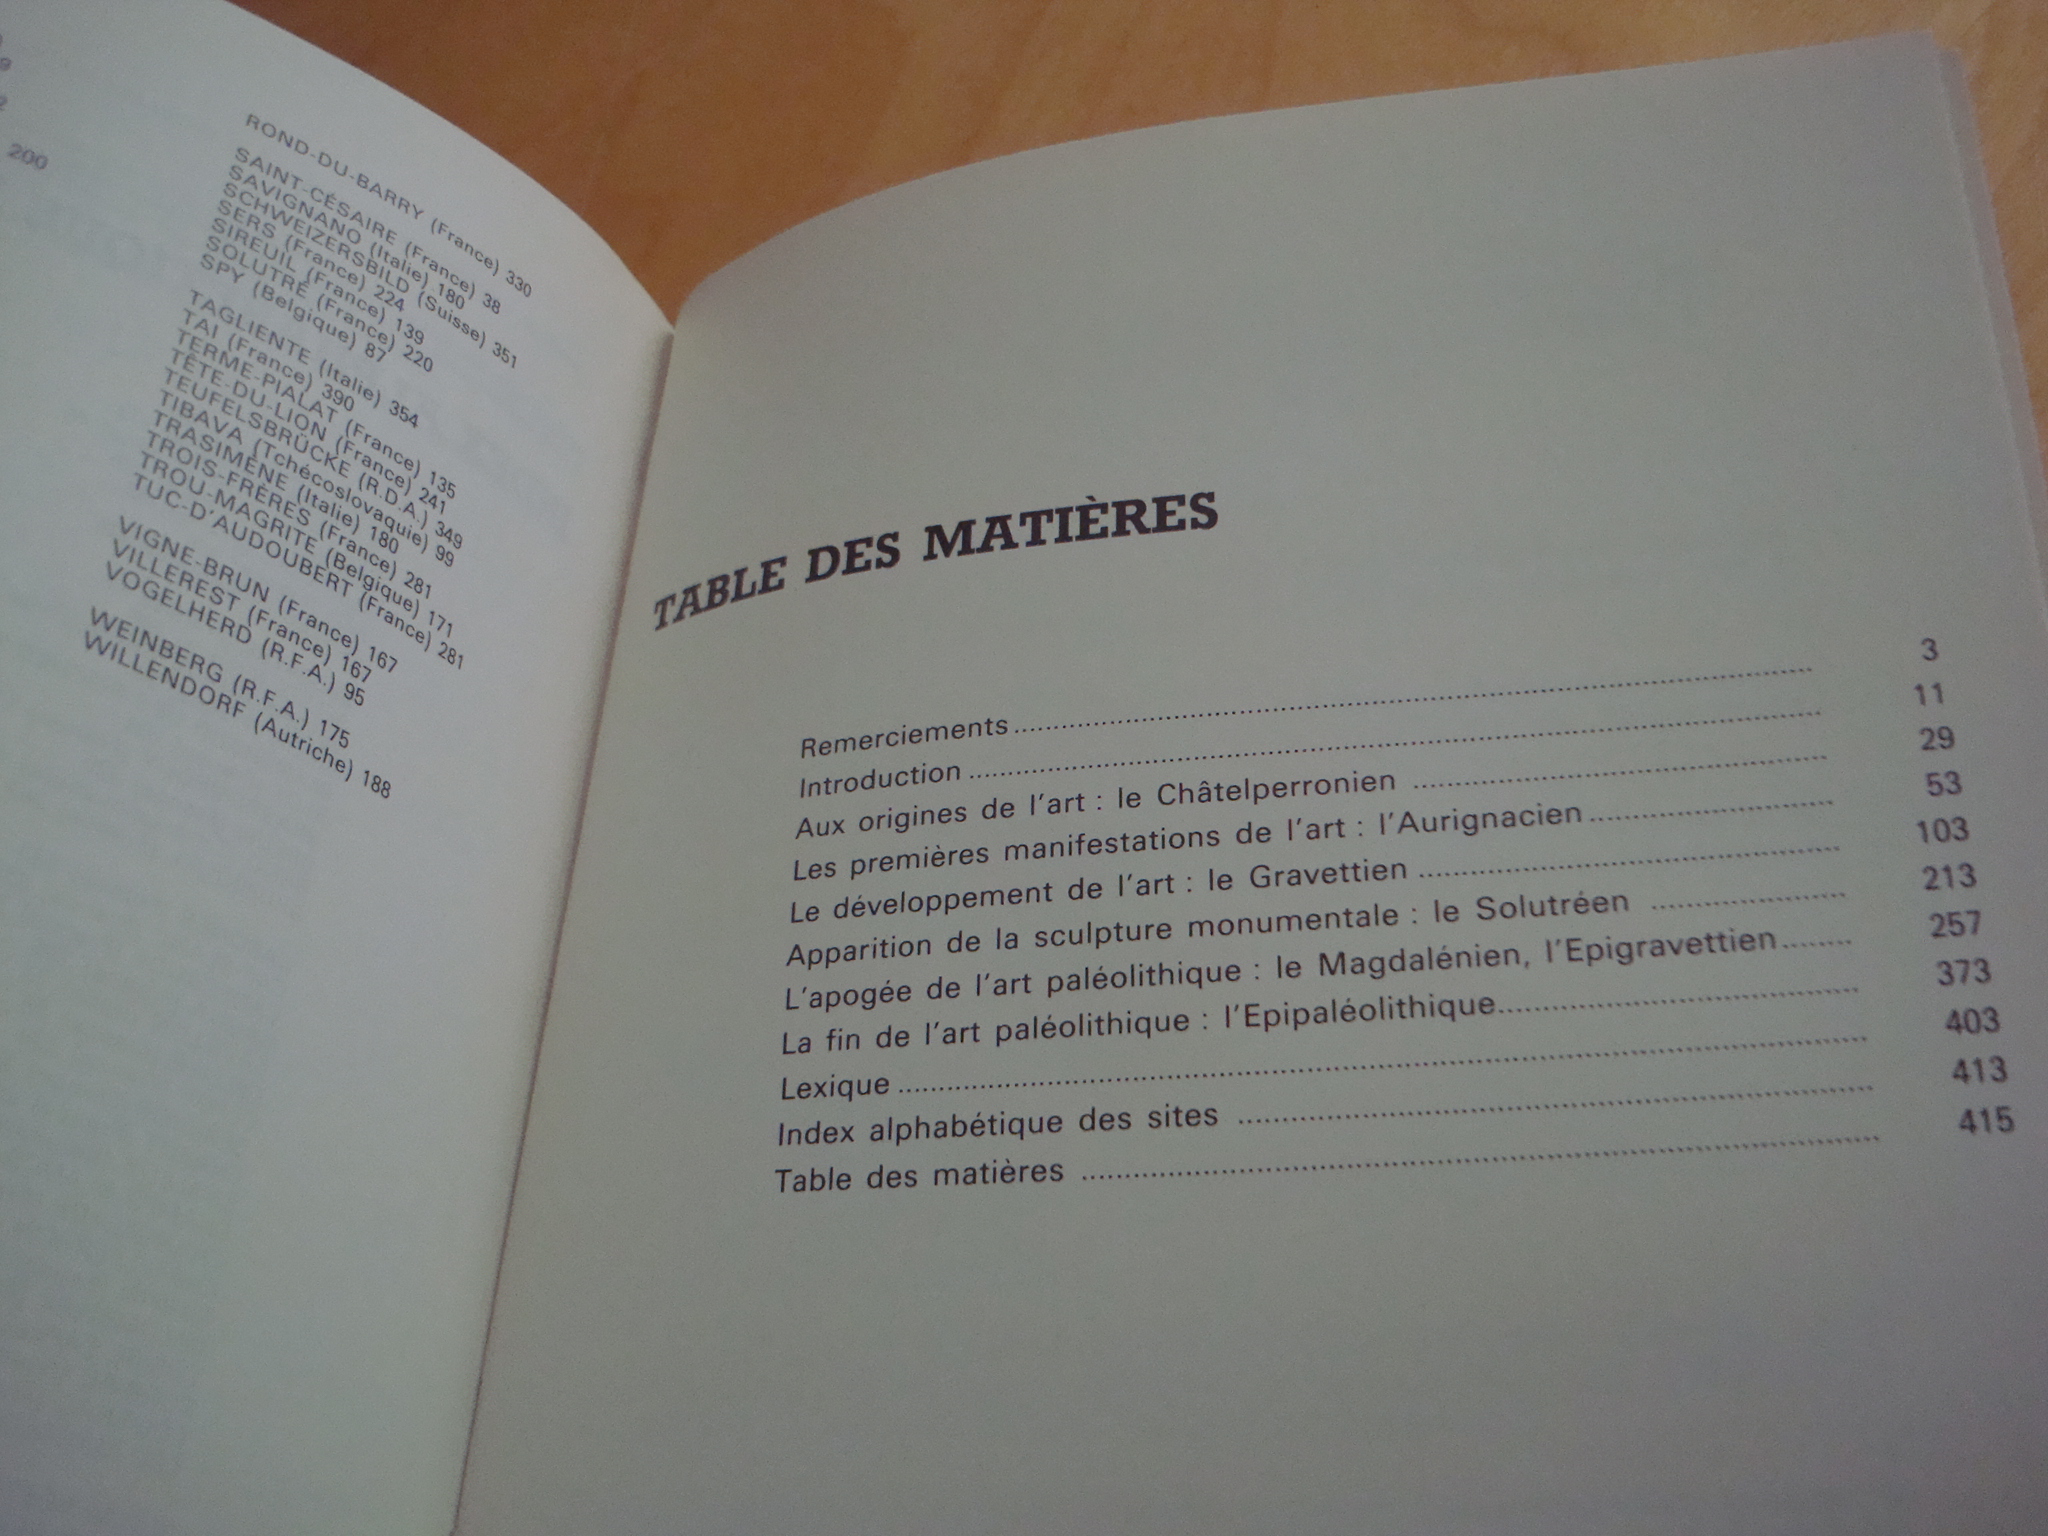 200
ROND-DU-BARRY (France) 330
SAINT-CÉSAIRE (France) 38
SAVIGNANO (Italie) 180
SCHWEIZERSBILD (Suisse) 351
SERS (France) 224
SIREUIL (France) 139
SOLUTRÉ (France) 220
SPY (Belgique) 87
TAGLIENTE (Italie) 354
TAI (France) 390
TERME-PIALAT (France) 135
TÊTE-DU-LION (France) 241
TEUFELSBRÜCKE (R.D.A.) 349
TIBAVA (Tchécoslovaquie) 99
TRASIMÈNE (Italie) 180
TROIS-FRÈRES (France) 281
TROU-MAGRITE (Belgique) 171
TUC-D'AUDOUBERT (France) 281
VIGNE-BRUN (France) 167
VILLEREST (France) 167
VOGELHERD (R.F.A.) 95
WEINBERG (R.F.A.) 175
WILLENDORF (Autriche) 188
TABLE DES MATIÈRES
Remerciements 3
Introduction 11
Aux origines de l'art : le Châtelperronien 29
Les premières manifestations de l'art : l'Aurignacien 53
Le développement de l'art : le Gravettien 103
Apparition de la sculpture monumentale : le Solutréen 213
L'apogée de l'art paléolithique : le Magdalénien, l'Epigravettien 257
La fin de l'art paléolithique : l'Epipaléolithique 373
Lexique 403
Index alphabétique des sites 413
Table des matières 415